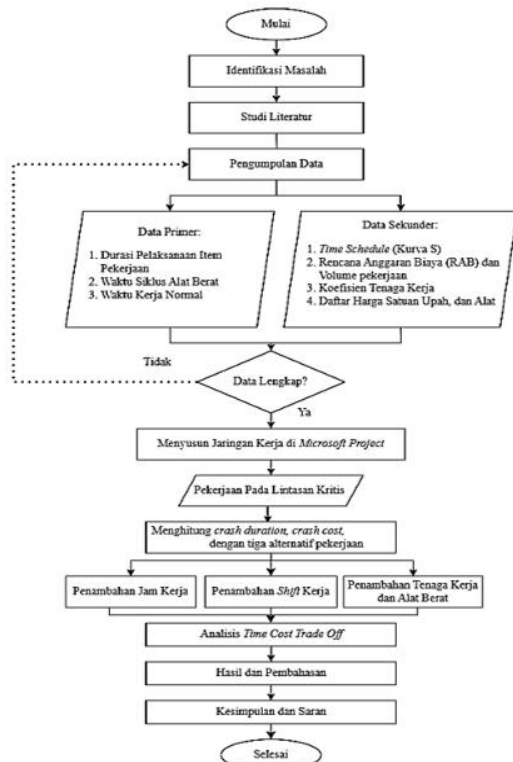 Mulai
Identifikasi Masalah
Studi Literatur
Pengumpulan Data
Data Primer:
1. Durasi Pelaksanaan Item
Pekerjaan
2. Waktu Siklus Alat Berat
3. Waktu Kerja Normal
Data Sekunder:
1. Time Schedule (Kurva S)
2. Rencana Anggaran Biaya (RAB) dan
Volume pekerjaan
3. Koefisien Tenaga Kerja
4. Daftar Harga Satuan Upah, dan Alat
Tidak
Data Lengkap?
Ya
Menyusun Jaringan Kerja di Microsoft Project
Pekerjaan Pada Lintasan Kritis
Menghitung crash duration, crash cost,
dengan tiga alternatif pekerjaan
Penambahan Jam Kerja
Penambahan Shift Kerja
Penambahan Tenaga Kerja
dan Alat Berat
Analisis Time Cost Trade Off
Hasil dan Pembahasan
Kesimpulan dan Saran
Selesai